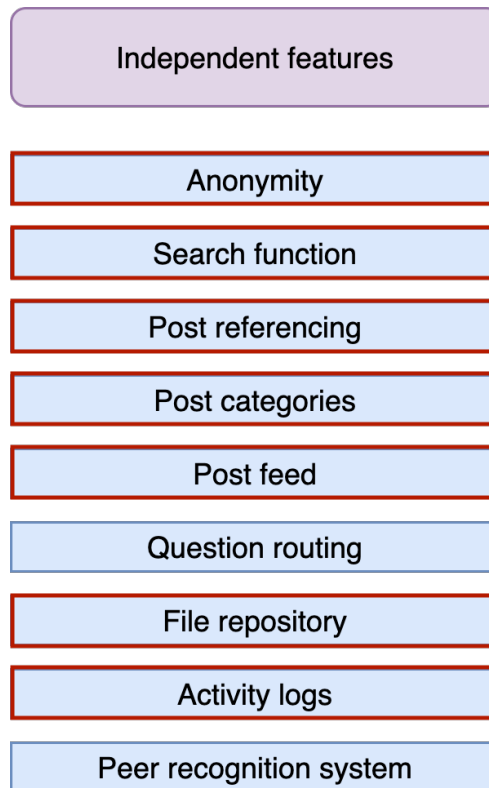 Independent features
Anonymity
Search function
Post referencing
Post categories
Post feed
Question routing
File repository
Activity logs
Peer recognition system